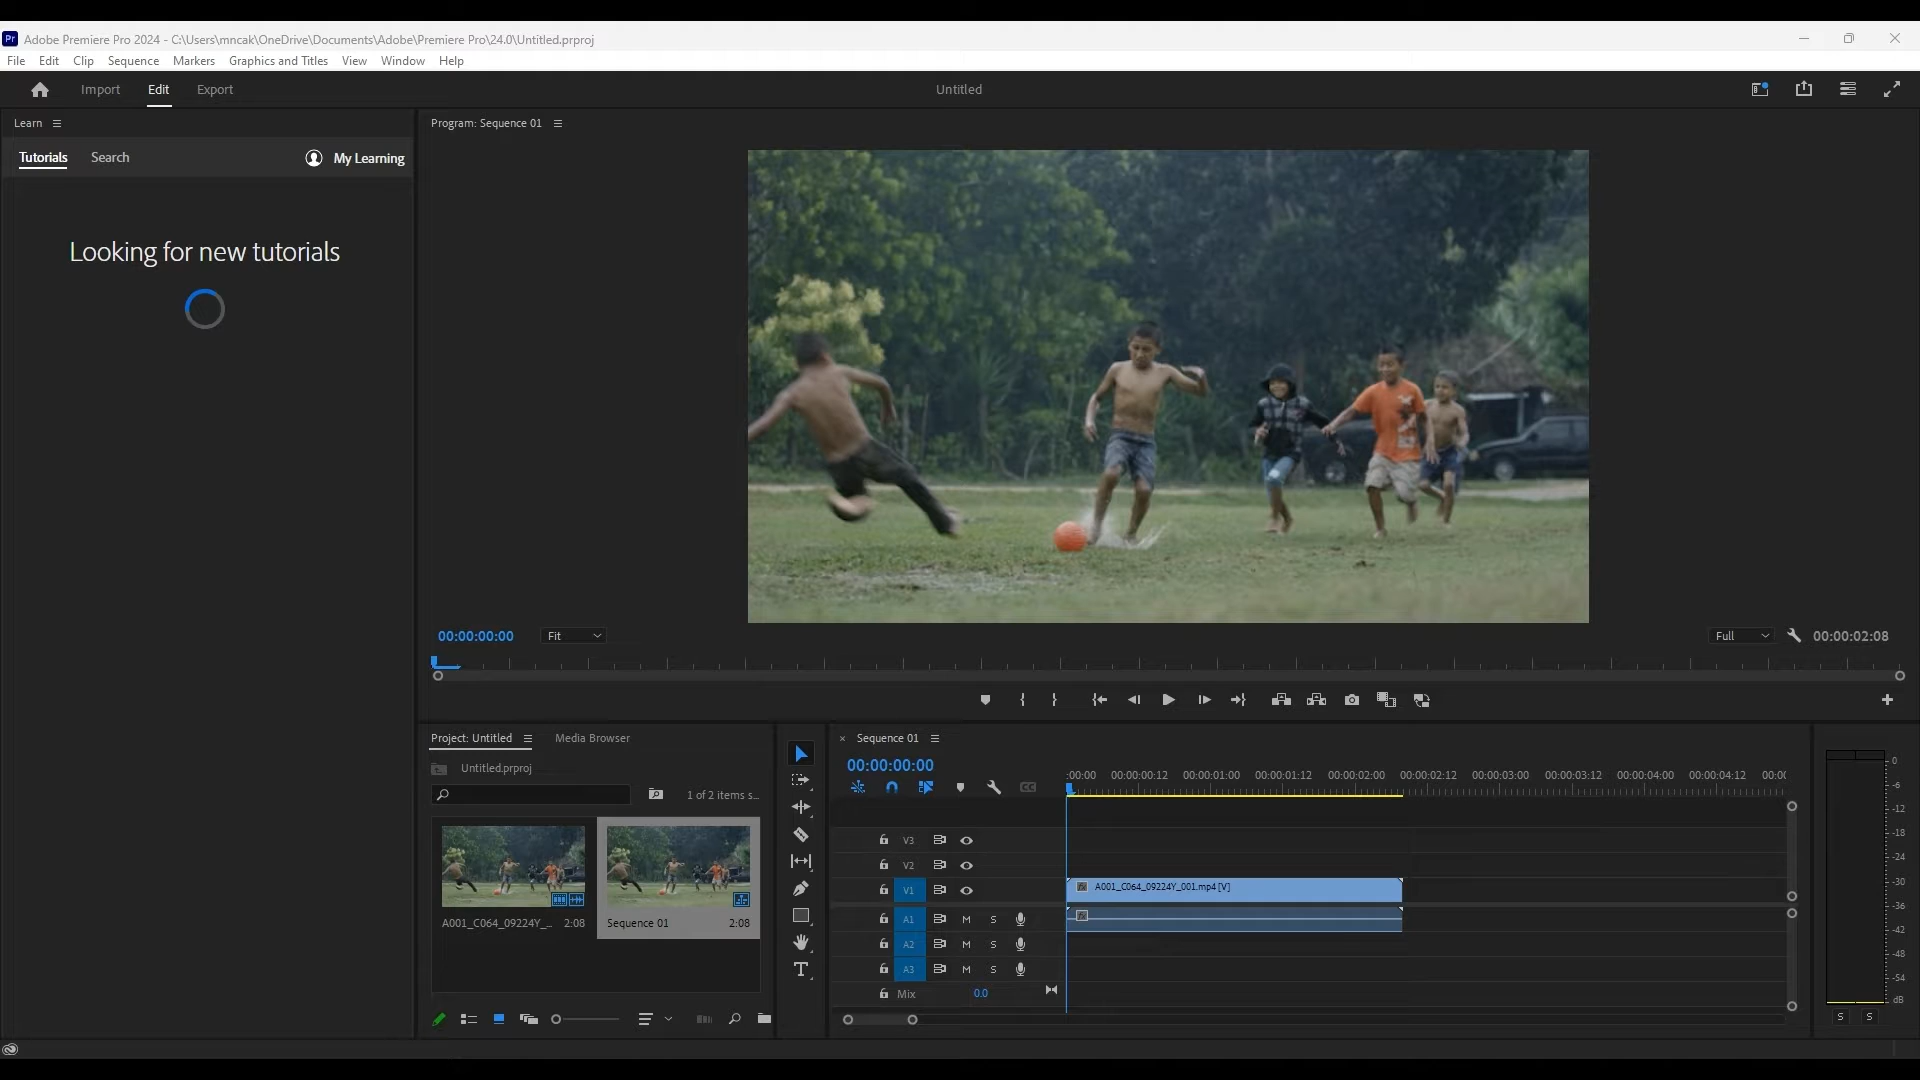 Pr Adobe Premiere Pro 2024 - C:\Users\mncak\OneDrive\Documents\Adobe\Premiere Pro\24.0\Untitled.prproj
File Edit Clip Sequence Markers Graphics and Titles View Window Help
Import Edit Export Untitled
Learn
Program: Sequence 01
Tutorials Search My Learning
Looking for new tutorials
00:00:00:00 Fit Full 00:00:02:08
Project: Untitled Media Browser
Untitled.prproj
1 of 2 items s...
A001_C064_09224Y_... 2:08 Sequence 01 2:08
× Sequence 01
00:00:00:00
:00:00 00:00:00:12 00:00:01:00 00:00:01:12 00:00:02:00 00:00:02:12 00:00:03:00 00:00:03:12 00:00:04:00 00:00:04:12 00:00
CC
V3
V2
V1 fx A001_C064_09224Y_001.mp4 [V]
A1 M S fx
A2 M S
A3 M S
Mix 0.0
0
-6
-12
-18
-24
-30
-36
-42
-48
-54
dB
S S